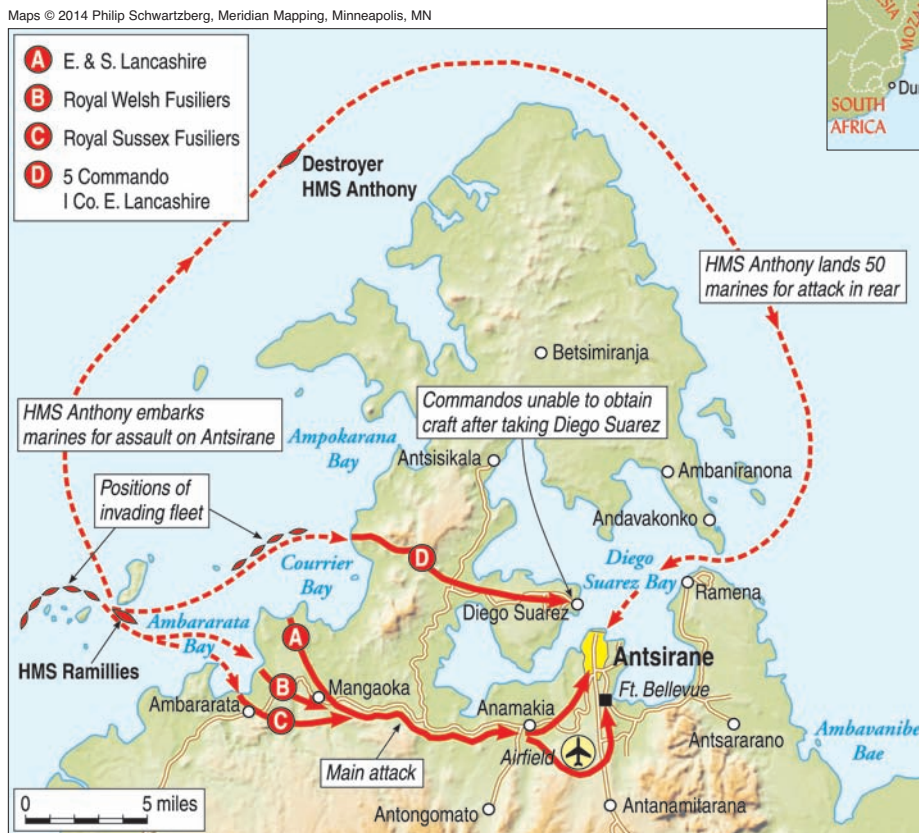 Maps © 2014 Philip Schwartzberg, Meridian Mapping, Minneapolis, MN
A E. & S. Lancashire
B Royal Welsh Fusiliers
C Royal Sussex Fusiliers
D 5 Commando
I Co. E. Lancashire
SOUTH
AFRICA
Destroyer
HMS Anthony
HMS Anthony lands 50
marines for attack in rear
Betsimiranja
HMS Anthony embarks
marines for assault on Antsirane
Ampokarana
Bay
Commandos unable to obtain
craft after taking Diego Suarez
Antsisikala
Ambaniranona
Positions of
invading fleet
Andavakonko
Courrier
Bay
D
Diego
Suarez Bay
Ramena
Diego Suarez
Ambararata
Bay
A
HMS Ramillies
Antsirane
B
Mangaoka
Ft. Bellevue
Ambararata
C
Anamakia
Antsararano
Ambavanibe
Bae
Airfield
Main attack
0 5 miles
Antongomato
Antanamitarana